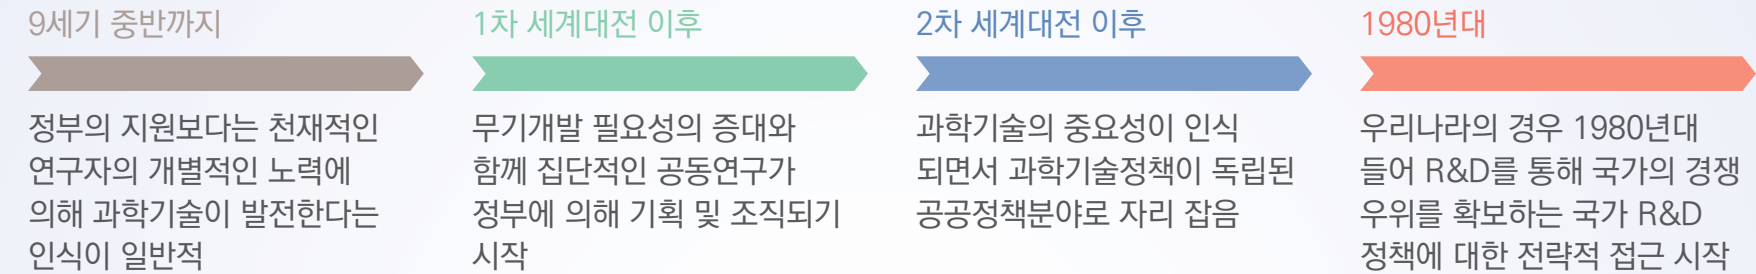 9세기 중반까지
정부의 지원보다는 천재적인
연구자의 개별적인 노력에
의해 과학기술이 발전한다는
인식이 일반적
1차 세계대전 이후
무기개발 필요성의 증대와
함께 집단적인 공동연구가
정부에 의해 기획 및 조직되기
시작
2차 세계대전 이후
과학기술의 중요성이 인식
되면서 과학기술정책이 독립된
공공정책분야로 자리 잡음
1980년대
우리나라의 경우 1980년대
들어 R&D를 통해 국가의 경쟁
우위를 확보하는 국가 R&D
정책에 대한 전략적 접근 시작